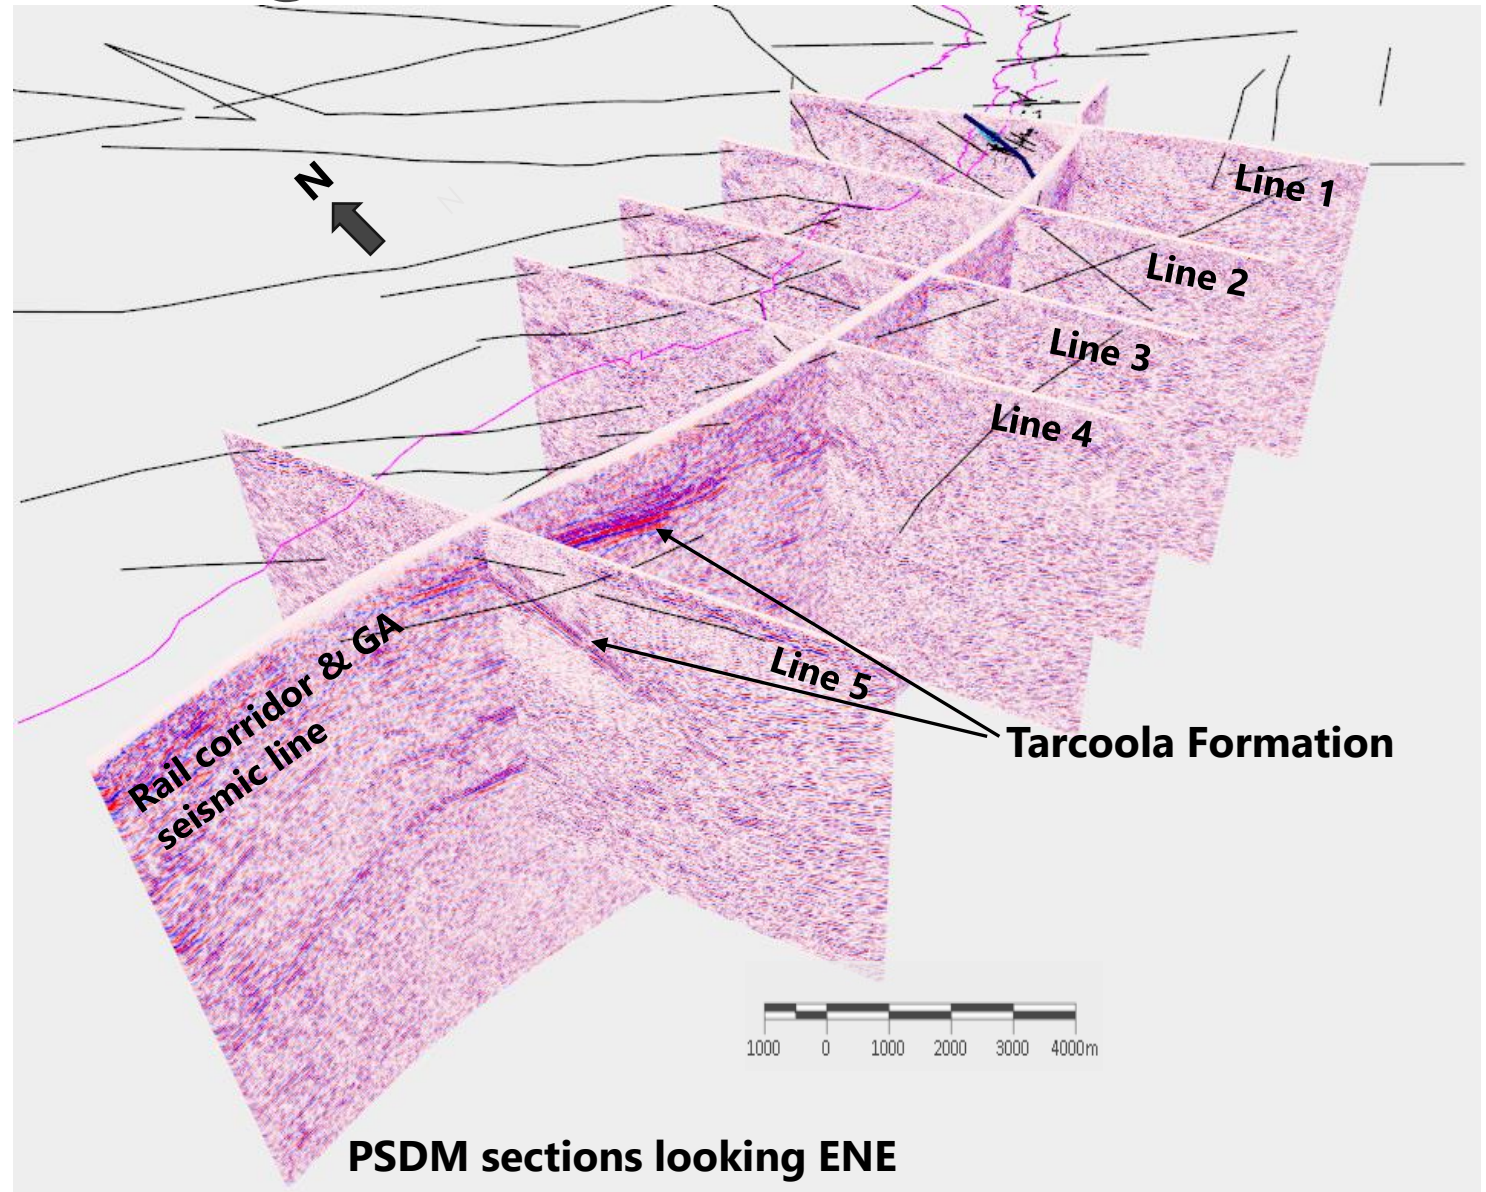 N
N
Line 1
Line 2
Line 3
Line 4
Line 5
Rail corridor & GA
seismic line
Tarcoola Formation
1000 0 1000 2000 3000 4000m
PSDM sections looking ENE